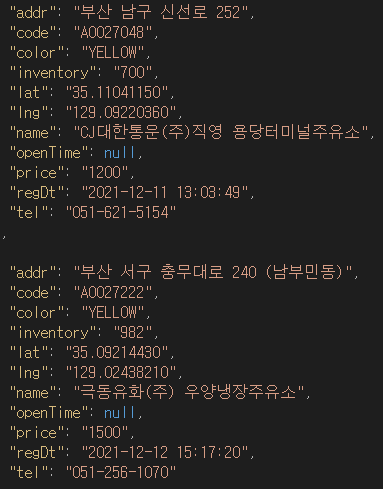 "addr": "부산 남구 신선로 252",
"code": "A0027048",
"color": "YELLOW",
"inventory": "700",
"lat": "35.11041150",
"lng": "129.09220360",
"name": "CJ대한통운(주)직영 용당터미널주유소",
"openTime": null,
"price": "1200",
"regDt": "2021-12-11 13:03:49",
"tel": "051-621-5154"
,
"addr": "부산 서구 충무대로 240 (남부민동)",
"code": "A0027222",
"color": "YELLOW",
"inventory": "982",
"lat": "35.09214430",
"lng": "129.02438210",
"name": "극동유화(주) 우양냉장주유소",
"openTime": null,
"price": "1500",
"regDt": "2021-12-12 15:17:20",
"tel": "051-256-1070"